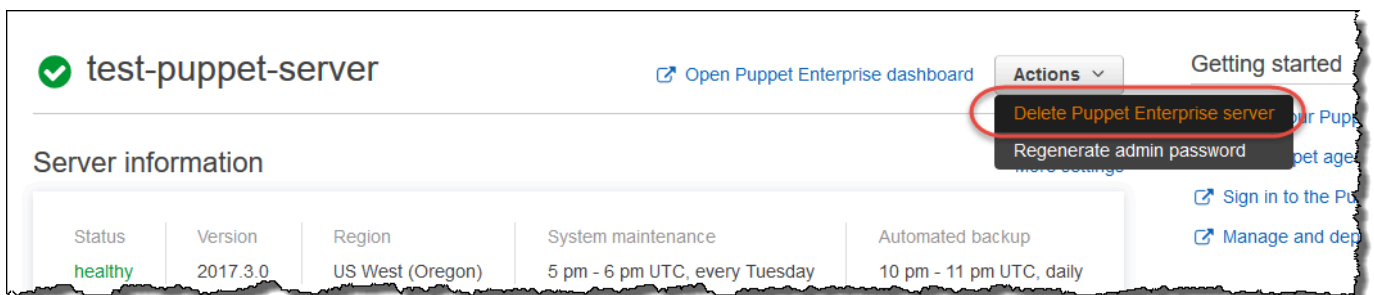 test-puppet-server
Open Puppet Enterprise dashboard
Actions
Delete Puppet Enterprise server
Regenerate admin password
Getting started
Sign in to the
Manage and
Server information
Status Version Region System maintenance Automated backup
healthy 2017.3.0 US West (Oregon) 5 pm - 6 pm UTC, every Tuesday 10 pm - 11 pm UTC, daily